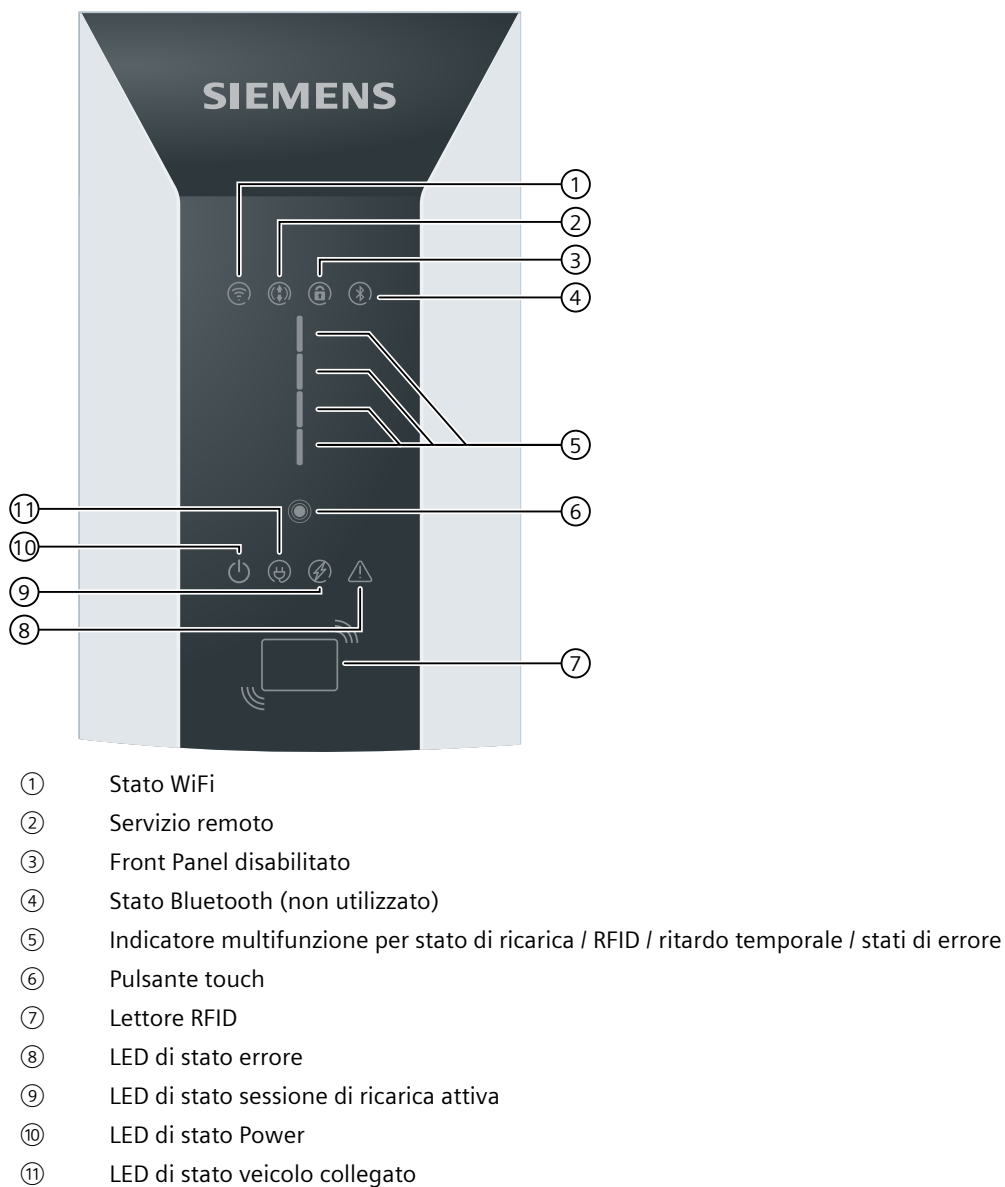 SIEMENS
①
②
③
④
⑤
⑪
⑥
⑩
⑨
⑧
⑦
① Stato WiFi
② Servizio remoto
③ Front Panel disabilitato
④ Stato Bluetooth (non utilizzato)
⑤ Indicatore multifunzione per stato di ricarica / RFID / ritardo temporale / stati di errore
⑥ Pulsante touch
⑦ Lettore RFID
⑧ LED di stato errore
⑨ LED di stato sessione di ricarica attiva
⑩ LED di stato Power
⑪ LED di stato veicolo collegato